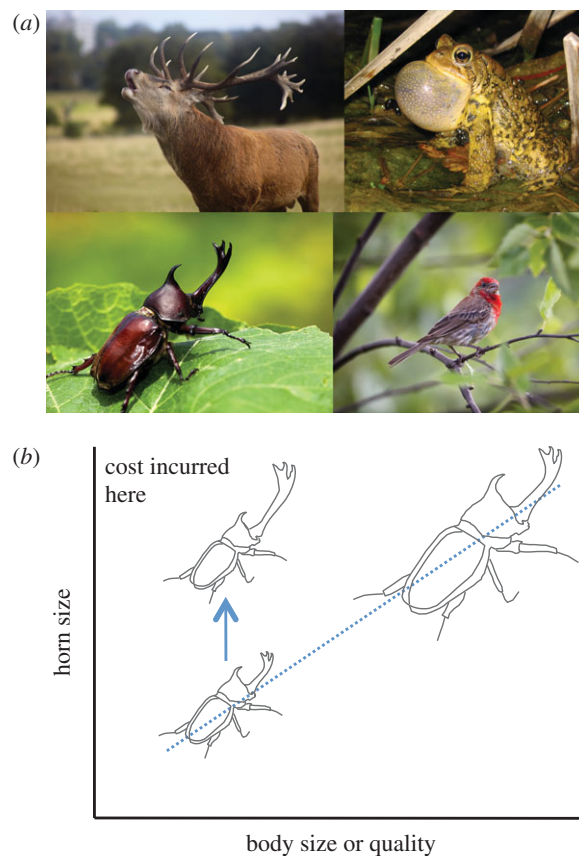 (a)
(b)
cost incurred
here
horn size
body size or quality